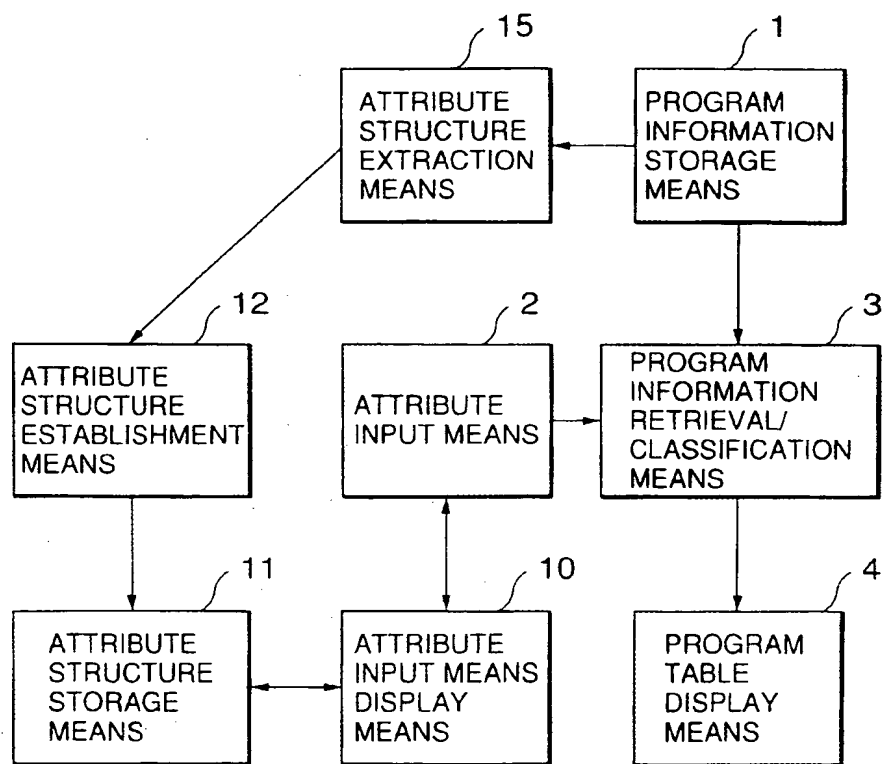 15
ATTRIBUTE
STRUCTURE
EXTRACTION
MEANS
1
PROGRAM
INFORMATION
STORAGE
MEANS
12
ATTRIBUTE
STRUCTURE
ESTABLISHMENT
MEANS
2
ATTRIBUTE
INPUT MEANS
3
PROGRAM
INFORMATION
RETRIEVAL/
CLASSIFICATION
MEANS
11
ATTRIBUTE
STRUCTURE
STORAGE
MEANS
10
ATTRIBUTE
INPUT MEANS
DISPLAY
MEANS
4
PROGRAM
TABLE
DISPLAY
MEANS